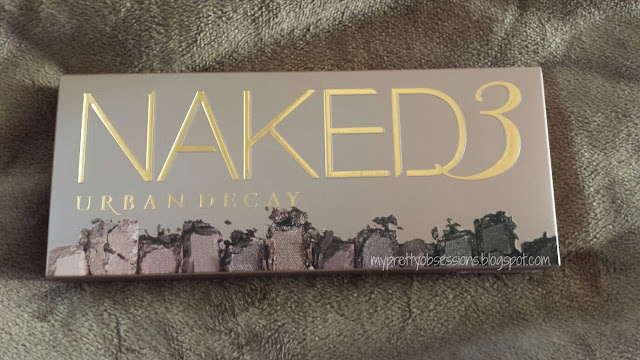 NAKED3
URBAN DECAY
myprettyobsessions.blogspot.com